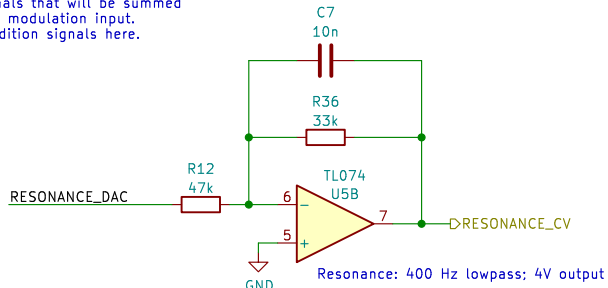 nals that will be summed
modulation input.
dition signals here.
C7
10n
R36
33k
R12
47k
TL074
U5B
RESONANCE_DAC
6
7
RESONANCE_CV
5
GND
Resonance: 400 Hz lowpass; 4V output